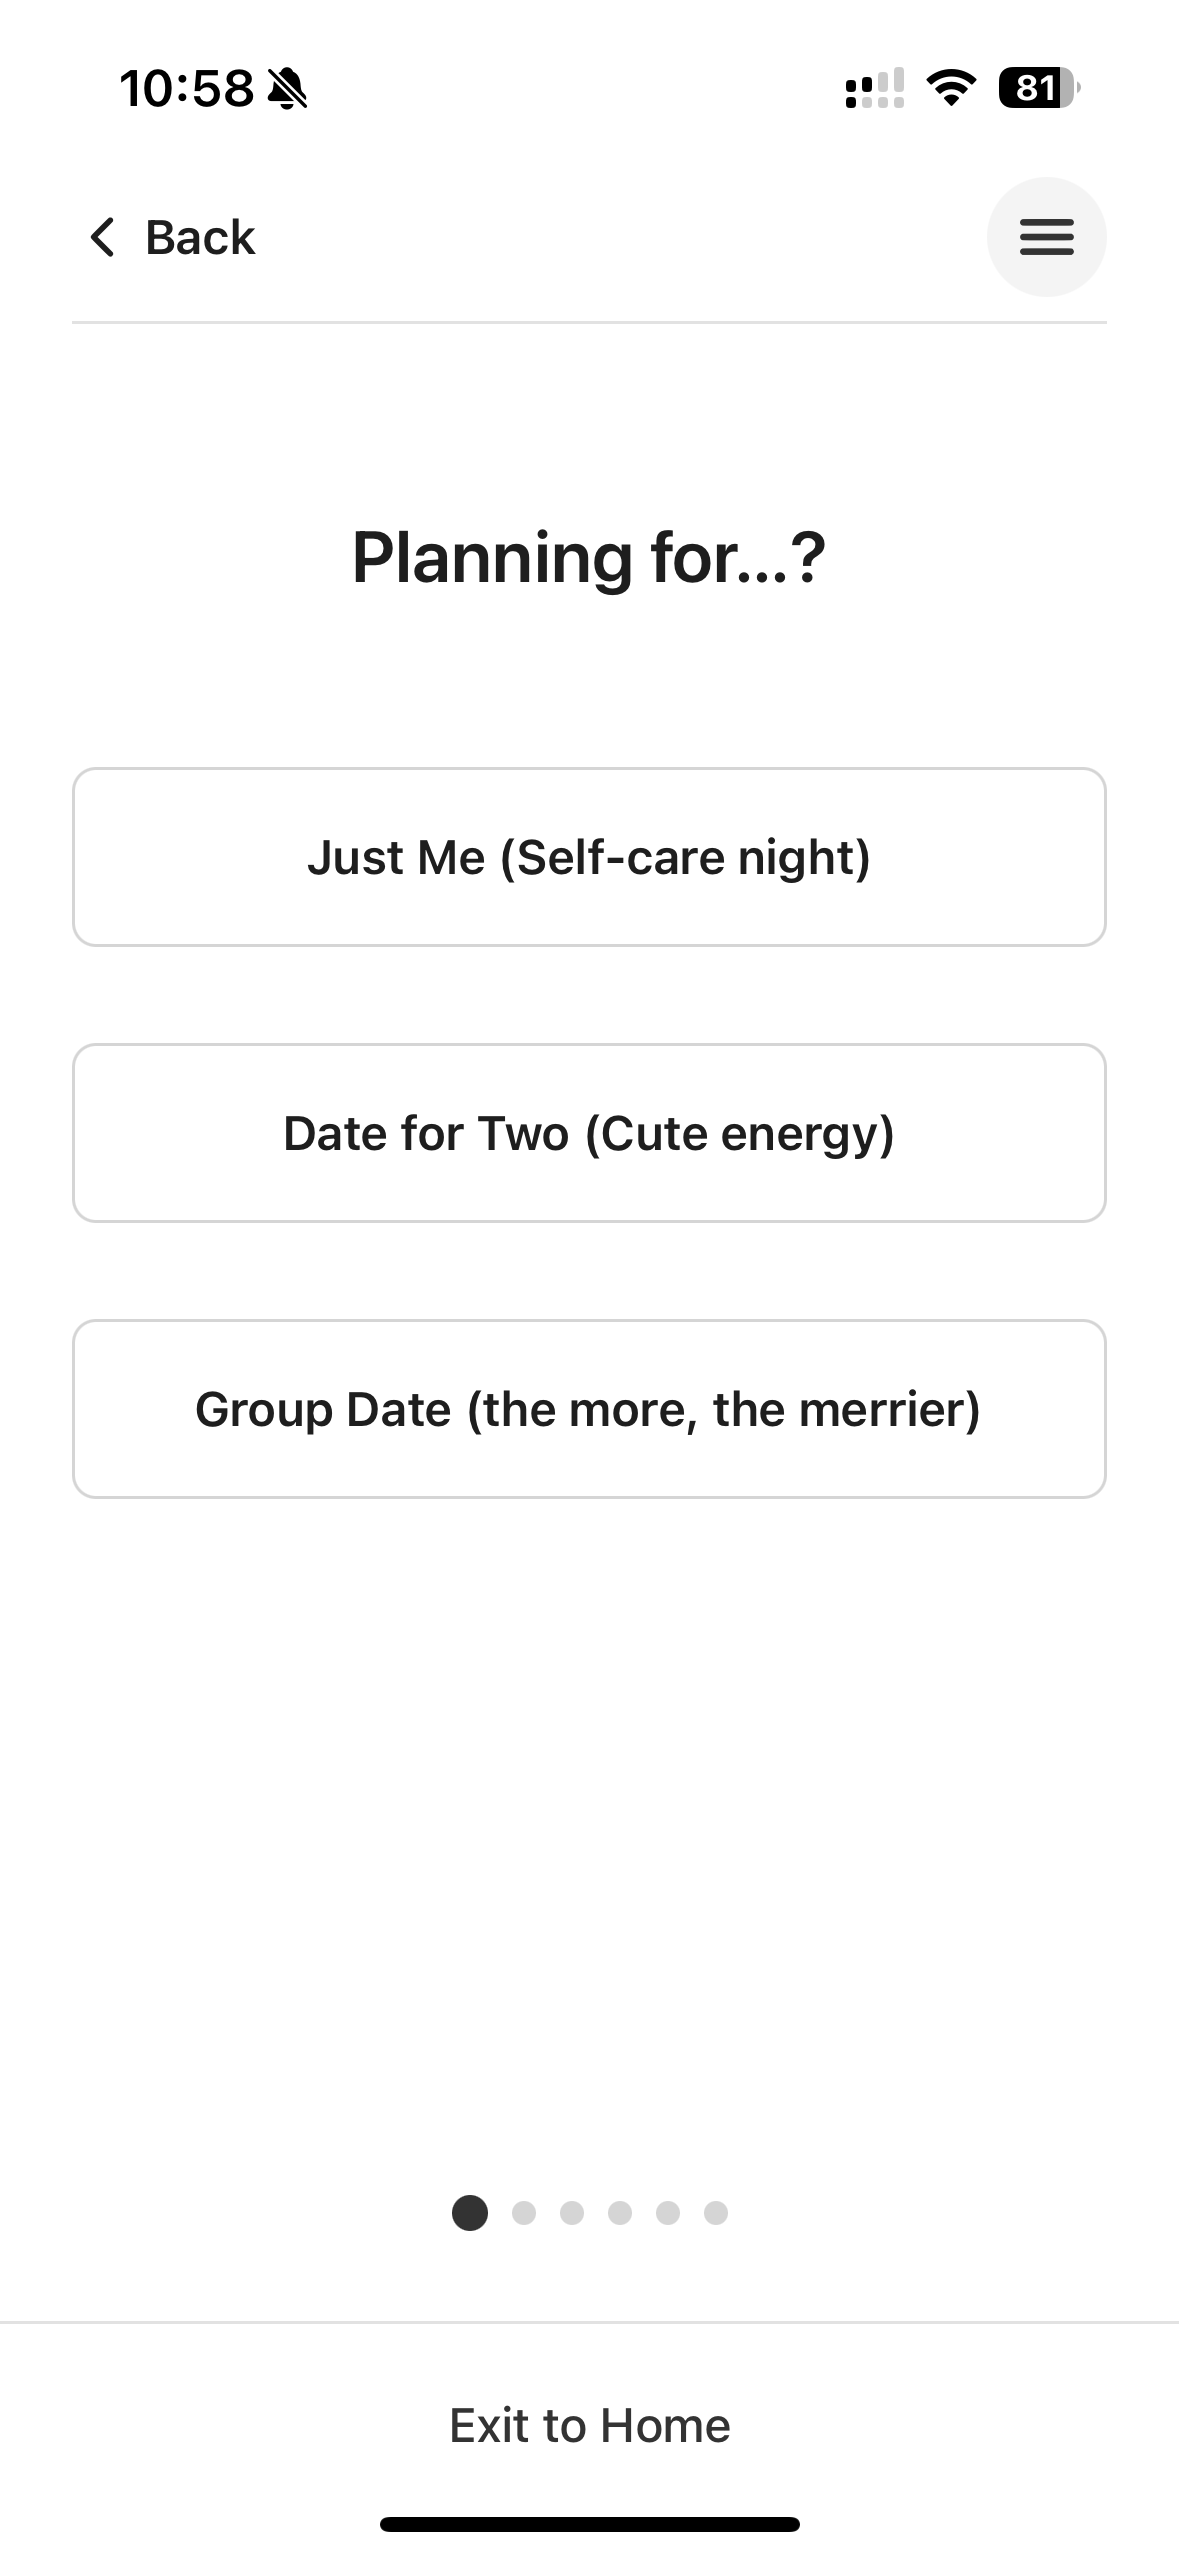 10:58
81
Back
Planning for...?
Just Me (Self-care night)
Date for Two (Cute energy)
Group Date (the more, the merrier)
Exit to Home